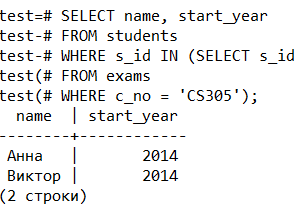 test=# SELECT name, start_year
test-# FROM students
test-# WHERE s_id IN (SELECT s_id
test(# FROM exams
test(# WHERE c_no = 'CS305');
  name  | start_year
--------+------------
 Анна   |       2014
 Виктор |       2014
(2 строки)